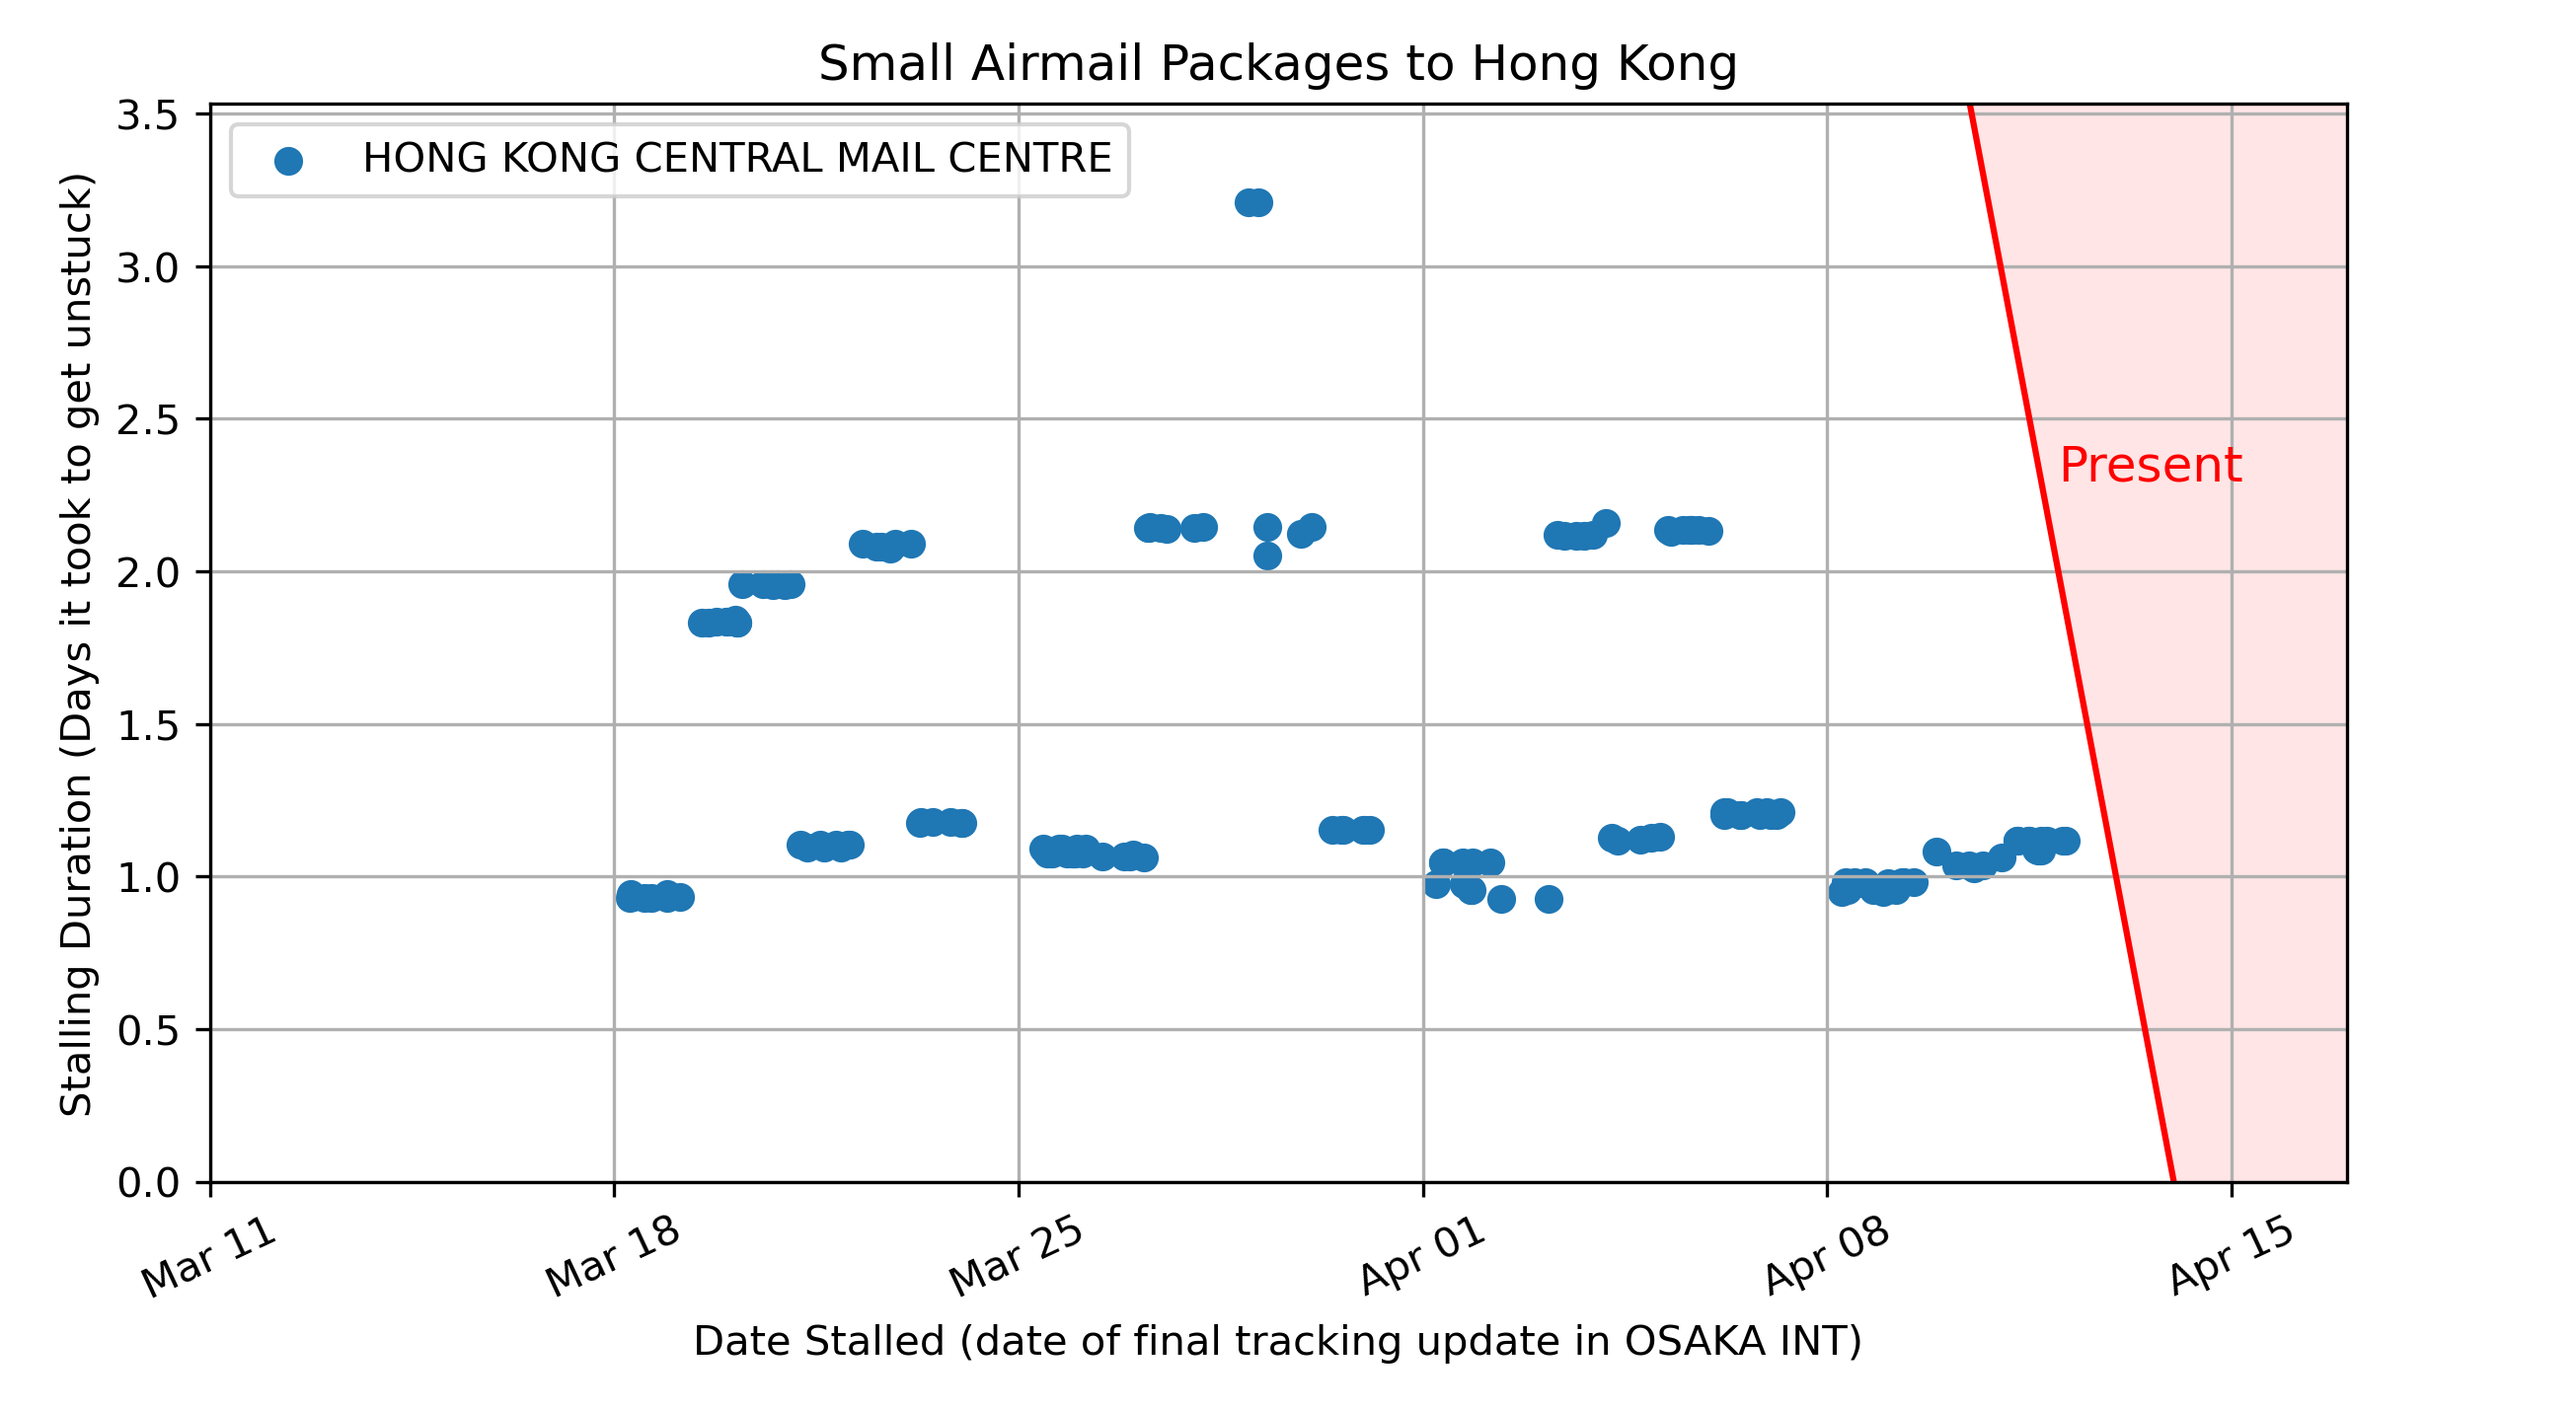 Small Airmail Packages to Hong Kong
HONG KONG CENTRAL MAIL CENTRE
Stalling Duration (Days it took to get unstuck)
3.5
3.0
2.5
2.0
1.5
1.0
0.5
0.0
Present
Mar 11
Mar 18
Mar 25
Apr 01
Apr 08
Apr 15
Date Stalled (date of final tracking update in OSAKA INT)